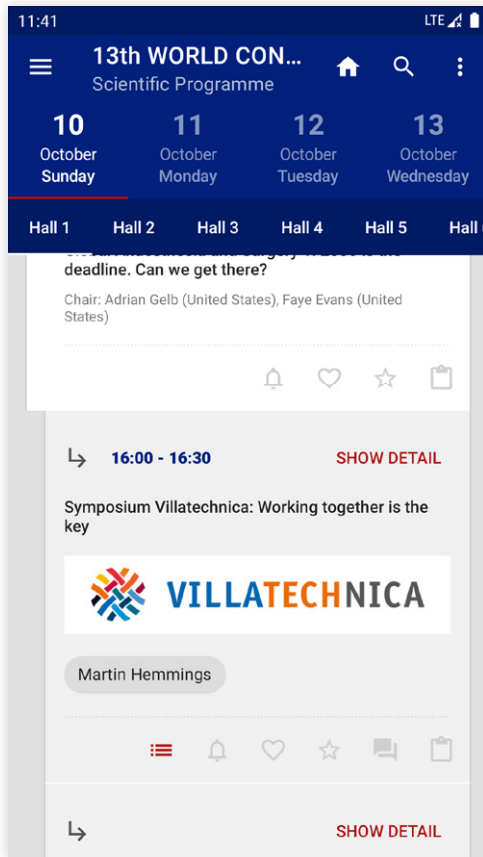 11:41
LTE
13th WORLD CON...
Scientific Programme
10
October
Sunday
11
October
Monday
12
October
Tuesday
13
October
Wednesday
Hall 1
Hall 2
Hall 3
Hall 4
Hall 5
Hall
deadline. Can we get there?
Chair: Adrian Gelb (United States), Faye Evans (United
States)
16:00 - 16:30
SHOW DETAIL
Symposium Villatechnica: Working together is the
key
VILLATECHNICA
Martin Hemmings
SHOW DETAIL